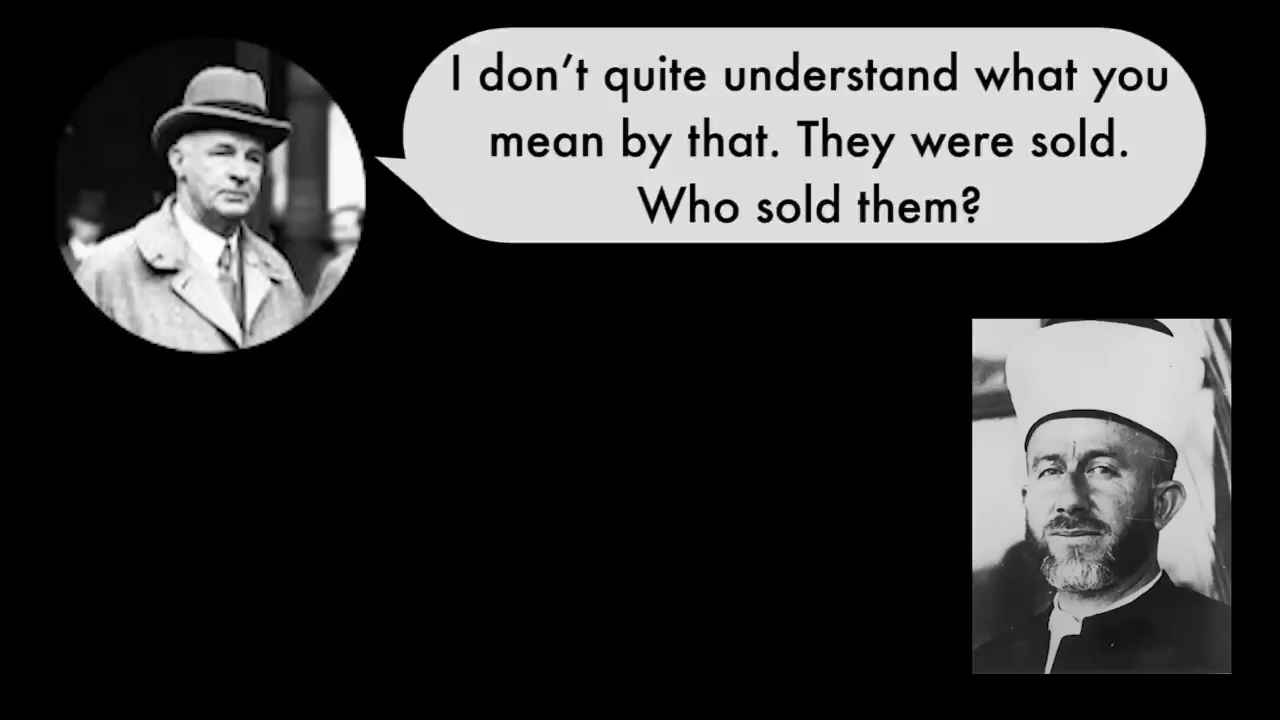 I don’t quite understand what you
mean by that. They were sold.
Who sold them?